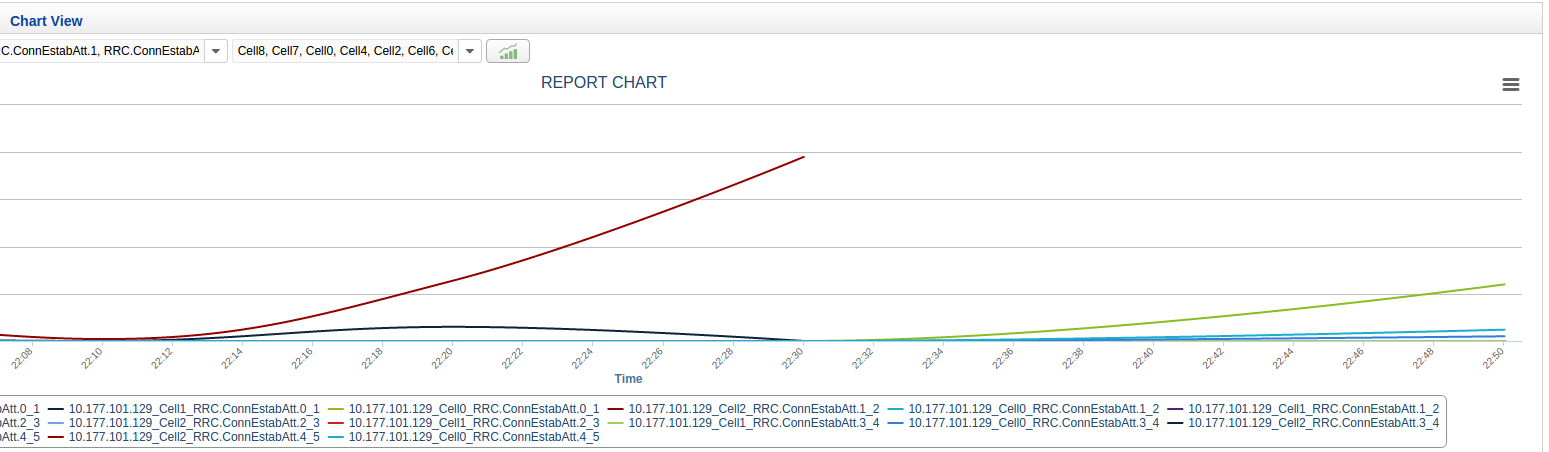 Chart View
C.ConnEstabAtt.1, RRC.ConnEstabA
Cell8, Cell7, Cell0, Cell4, Cell2, Cell6, Ce
REPORT CHART
22:08 22:10 22:12 22:14 22:16 22:18 22:20 22:22 22:24 22:26 22:28 22:30 22:32 22:34 22:36 22:38 22:40 22:42 22:44 22:46 22:48 22:50
Time
Att.0_1 10.177.101.129_Cell1_RRC.ConnEstabAtt.0_1 10.177.101.129_Cell0_RRC.ConnEstabAtt.0_1 10.177.101.129_Cell2_RRC.ConnEstabAtt.1_2 10.177.101.129_Cell0_RRC.ConnEstabAtt.1_2 10.177.101.129_Cell1_RRC.ConnEstabAtt.1_2
Att.2_3 10.177.101.129_Cell2_RRC.ConnEstabAtt.2_3 10.177.101.129_Cell1_RRC.ConnEstabAtt.2_3 10.177.101.129_Cell1_RRC.ConnEstabAtt.3_4 10.177.101.129_Cell0_RRC.ConnEstabAtt.3_4 10.177.101.129_Cell2_RRC.ConnEstabAtt.3_4
Att.4_5 10.177.101.129_Cell2_RRC.ConnEstabAtt.4_5 10.177.101.129_Cell0_RRC.ConnEstabAtt.4_5